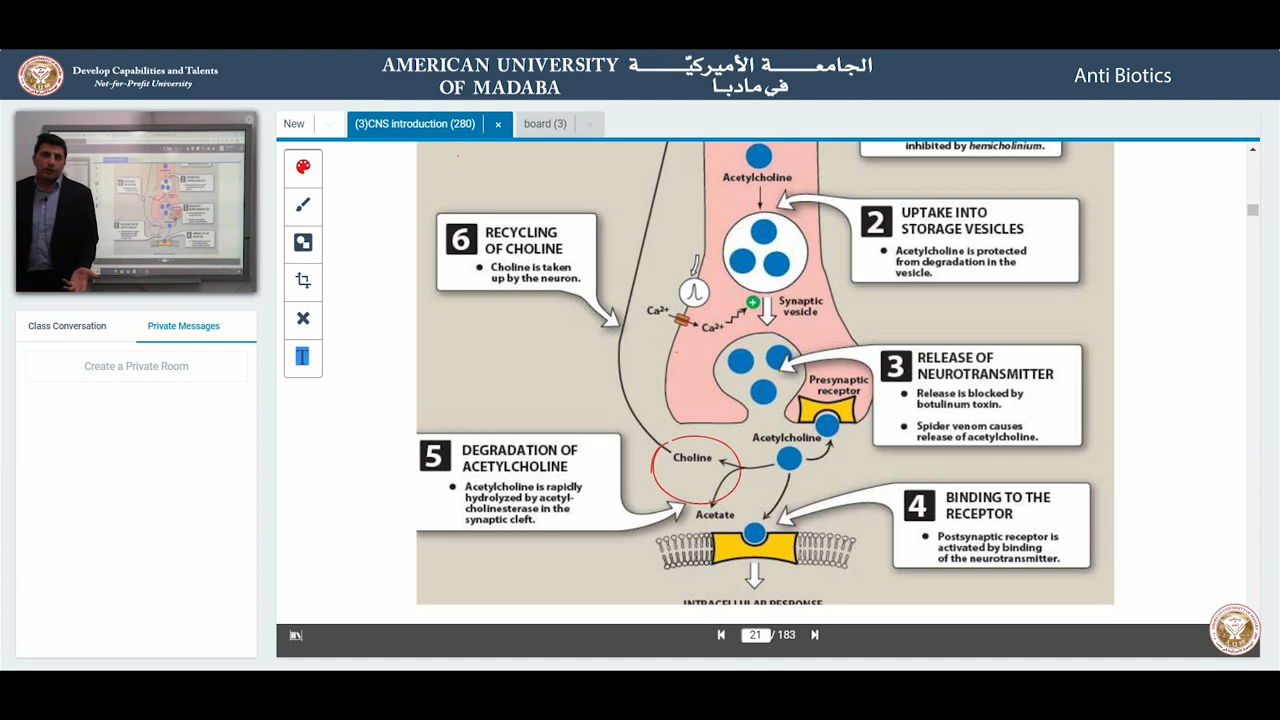 Develop Capabilities and Talents
Not-for-Profit University
AMERICAN UNIVERSITY
OF MADABA
الجامعة الأميركيّة
في مادبا
Anti Biotics
New
(3)CNS introduction (280)
x
board (3)
x
Class Conversation
Private Messages
Create a Private Room
T
inhibited by hemicholinium.
Acetylcholine
2
UPTAKE INTO
STORAGE VESICLES
• Acetylcholine is protected
from degradation in the
vesicle.
6
RECYCLING
OF CHOLINE
• Choline is taken
up by the neuron.
Ca2+
Ca2+
+
Synaptic
vesicle
3
RELEASE OF
NEUROTRANSMITTER
• Release is blocked by
botulinum toxin.
• Spider venom causes
release of acetylcholine.
Presynaptic
receptor
Acetylcholine
Choline
Acetate
5
DEGRADATION OF
ACETYLCHOLINE
• Acetylcholine is rapidly
hydrolyzed by acetyl-
cholinesterase in the
synaptic cleft.
4
BINDING TO THE
RECEPTOR
• Postsynaptic receptor is
activated by binding
of the neurotransmitter.
INTRACELLULAR RESPONSE
21 / 183